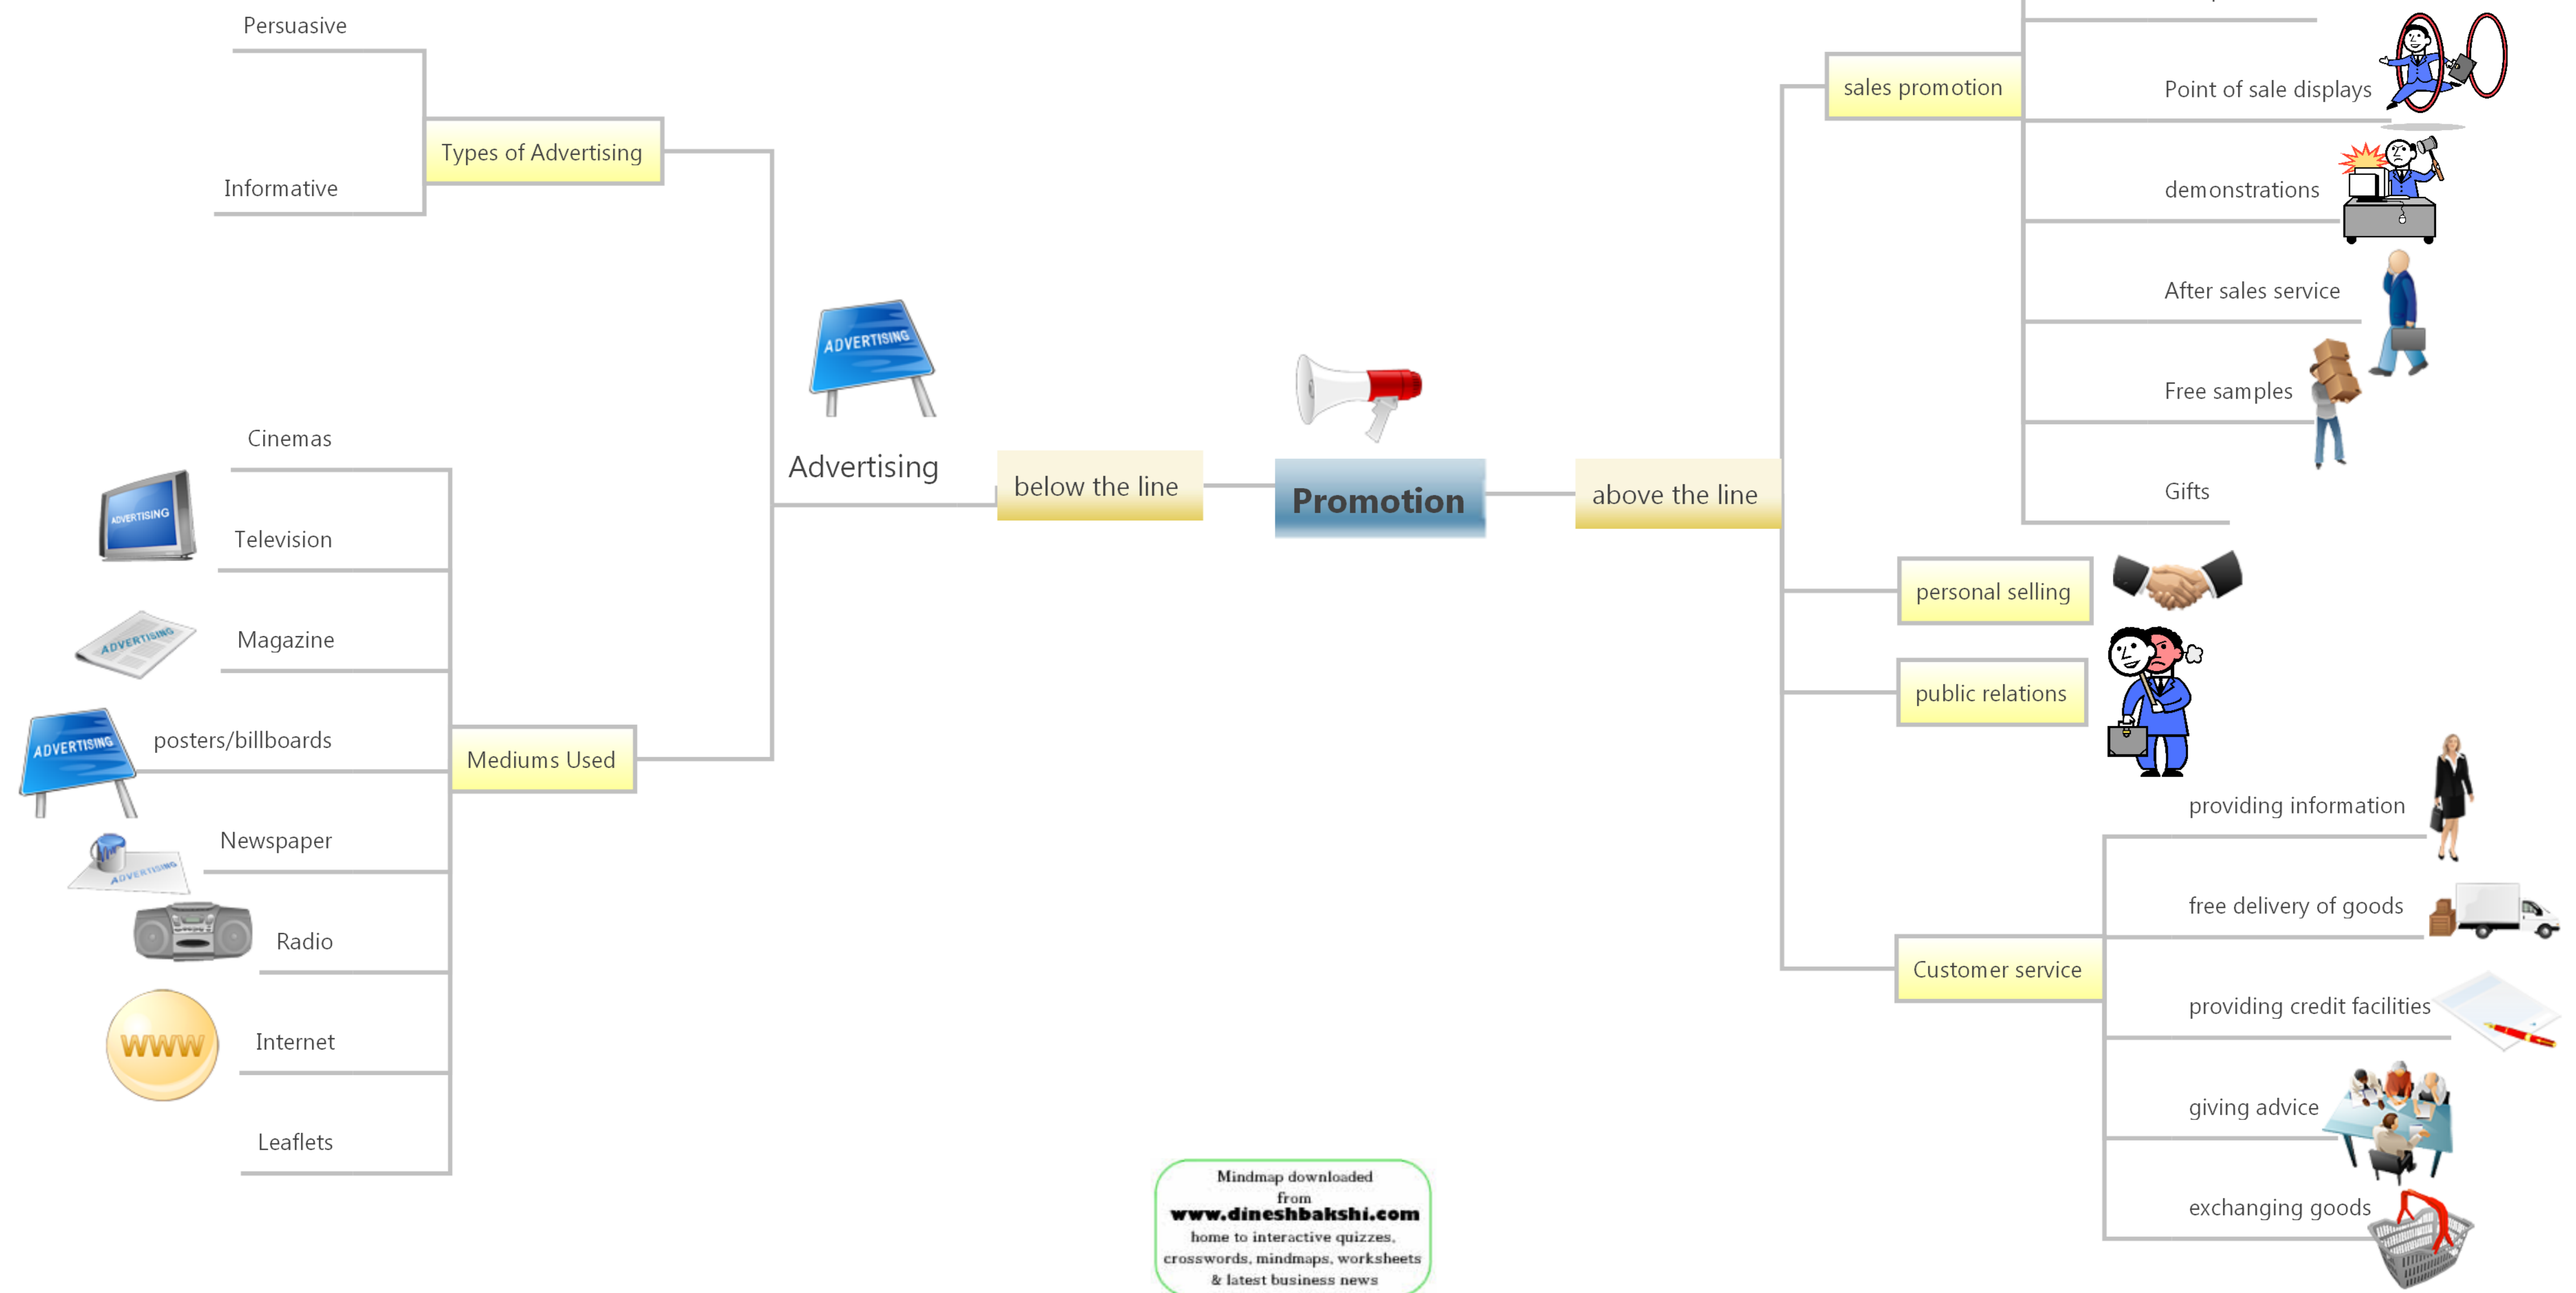 Persuasive
Types of Advertising
Informative
ADVERTISING
Advertising
below the line
Promotion
above the line
Cinemas
ADVERTISING
Television
ADVERTISING
Magazine
ADVERTISING
posters/billboards
Mediums Used
ADVERTISING
Newspaper
Radio
WWW
Internet
Leaflets
sales promotion
Point of sale displays
demonstrations
After sales service
Free samples
Gifts
personal selling
public relations
Customer service
providing information
free delivery of goods
providing credit facilities
giving advice
exchanging goods
Mindmap downloaded
from
www.dineshbakshi.com
home to interactive quizzes,
crosswords, mindmaps, worksheets
& latest business news